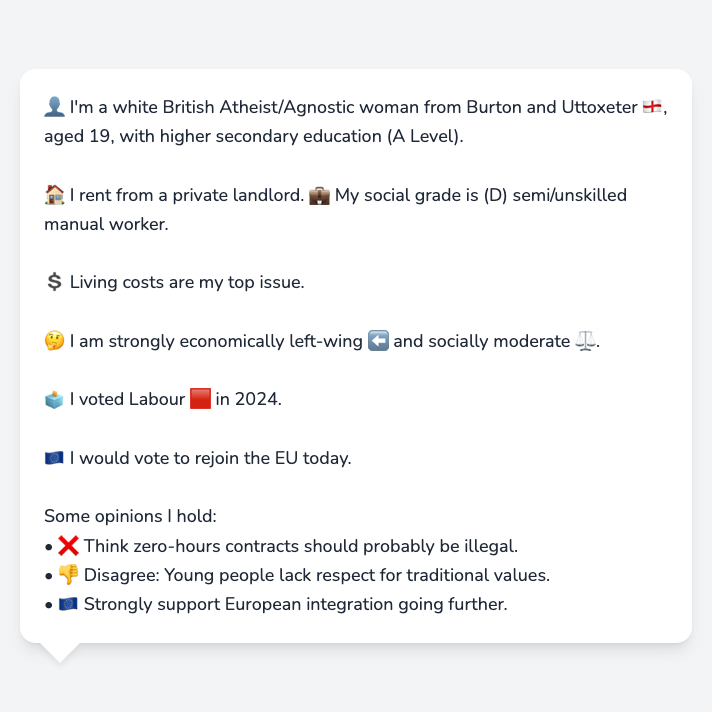 👤 I'm a white British Atheist/Agnostic woman from Burton and Uttoxeter 🏴󠁧󠁢󠁥󠁮󠁧󠁿,
aged 19, with higher secondary education (A Level).
🏠 I rent from a private landlord. 💼 My social grade is (D) semi/unskilled
manual worker.
💲 Living costs are my top issue.
🤔 I am strongly economically left-wing ⬅️ and socially moderate ⚖️.
🗳️ I voted Labour 🟥 in 2024.
🇪🇺 I would vote to rejoin the EU today.
Some opinions I hold:
• ❌ Think zero-hours contracts should probably be illegal.
• 👎 Disagree: Young people lack respect for traditional values.
• 🇪🇺 Strongly support European integration going further.